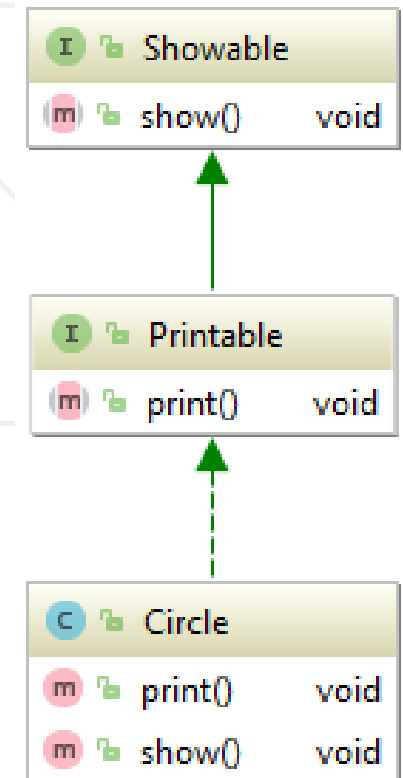 I Showable
m show() void
I Printable
m print() void
C Circle
m print() void
m show() void